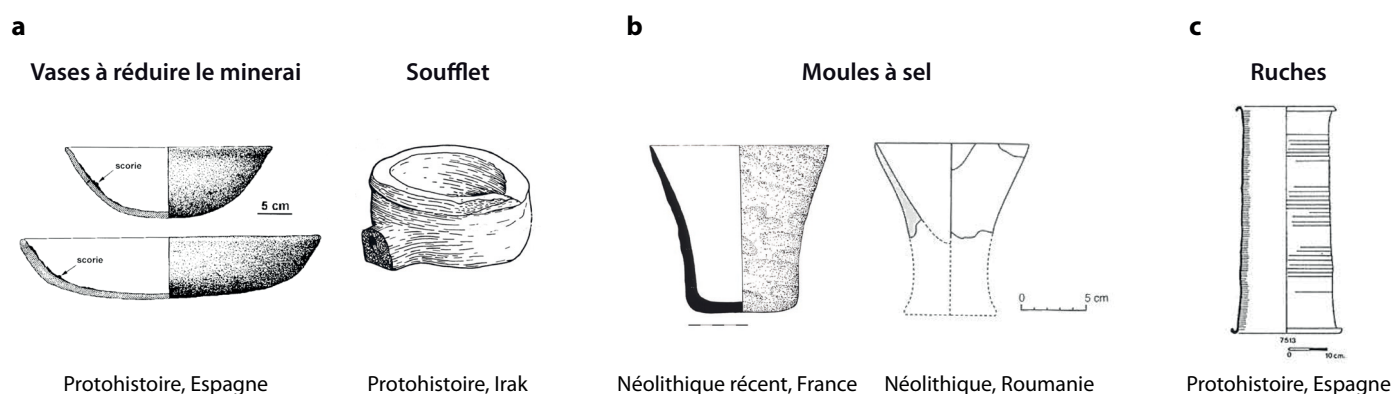 a
Vases à réduire le minerai
Soufflet
scorie
5 cm
scorie
Protohistoire, Espagne
Protohistoire, Irak
b
Moules à sel
0 5 cm
Néolithique récent, France
Néolithique, Roumanie
c
Ruches
7513
0 10 cm.
Protohistoire, Espagne